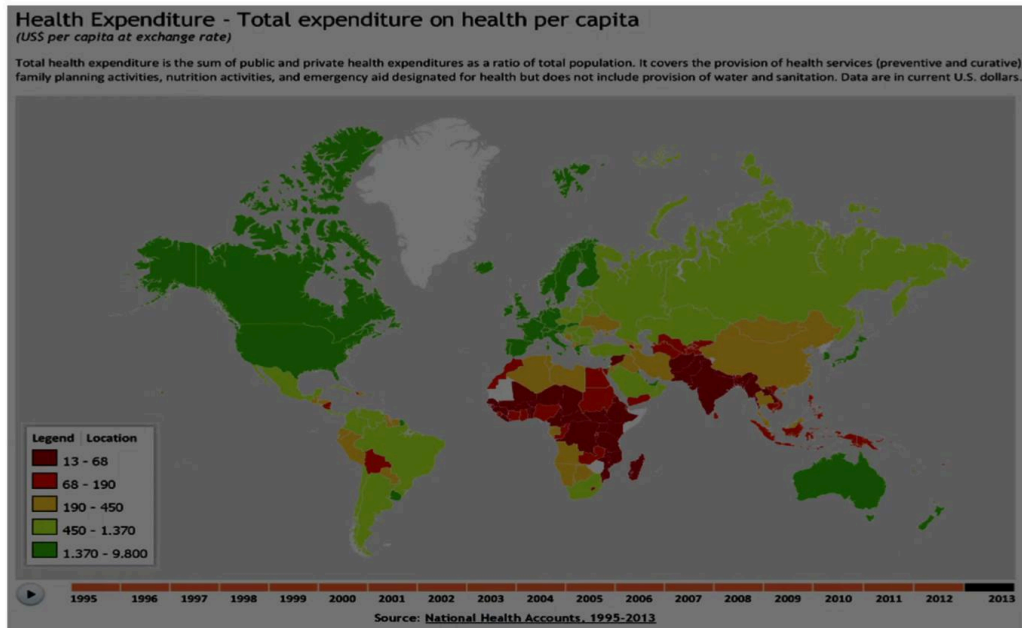 Health Expenditure - Total expenditure on health per capita
(US$ per capita at exchange rate)
Total health expenditure is the sum of public and private health expenditures as a ratio of total population. It covers the provision of health services (preventive and curative)
family planning activities, nutrition activities, and emergency aid designated for health but does not include provision of water and sanitation. Data are in current U.S. dollars.
Legend Location
13 - 68
68 - 190
190 - 450
450 - 1.370
1.370 - 9.800
1995 1996 1997 1998 1999 2000 2001 2002 2003 2004 2005 2006 2007 2008 2009 2010 2011 2012 2013
Source: National Health Accounts, 1995-2013